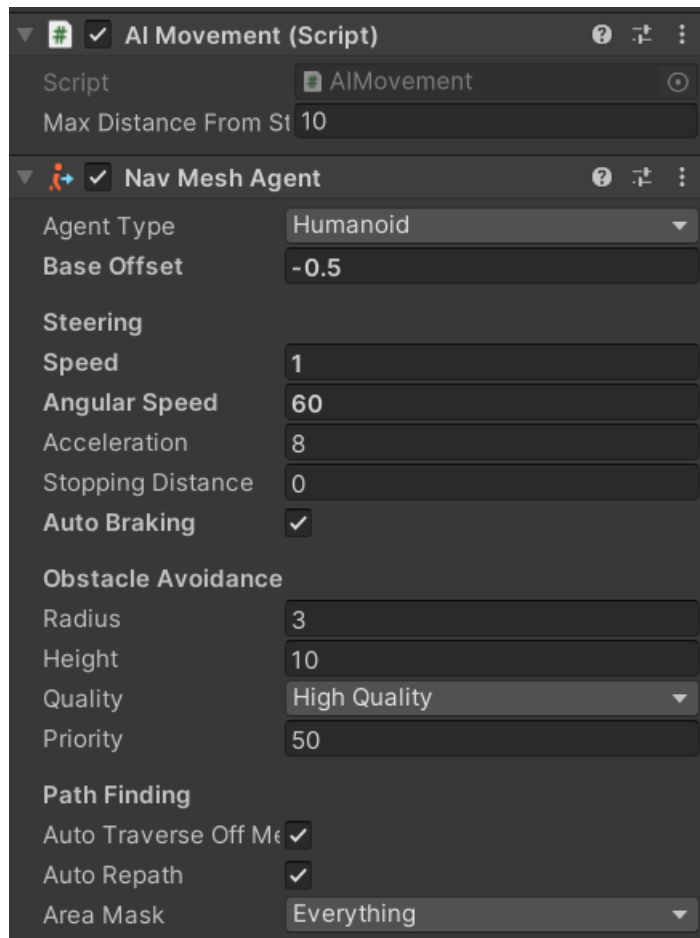 # AI Movement (Script)
Script # AIMovement
Max Distance From St 10
Nav Mesh Agent
Agent Type Humanoid
Base Offset -0.5
Steering
Speed 1
Angular Speed 60
Acceleration 8
Stopping Distance 0
Auto Braking
Obstacle Avoidance
Radius 3
Height 10
Quality High Quality
Priority 50
Path Finding
Auto Traverse Off Me
Auto Repath
Area Mask Everything